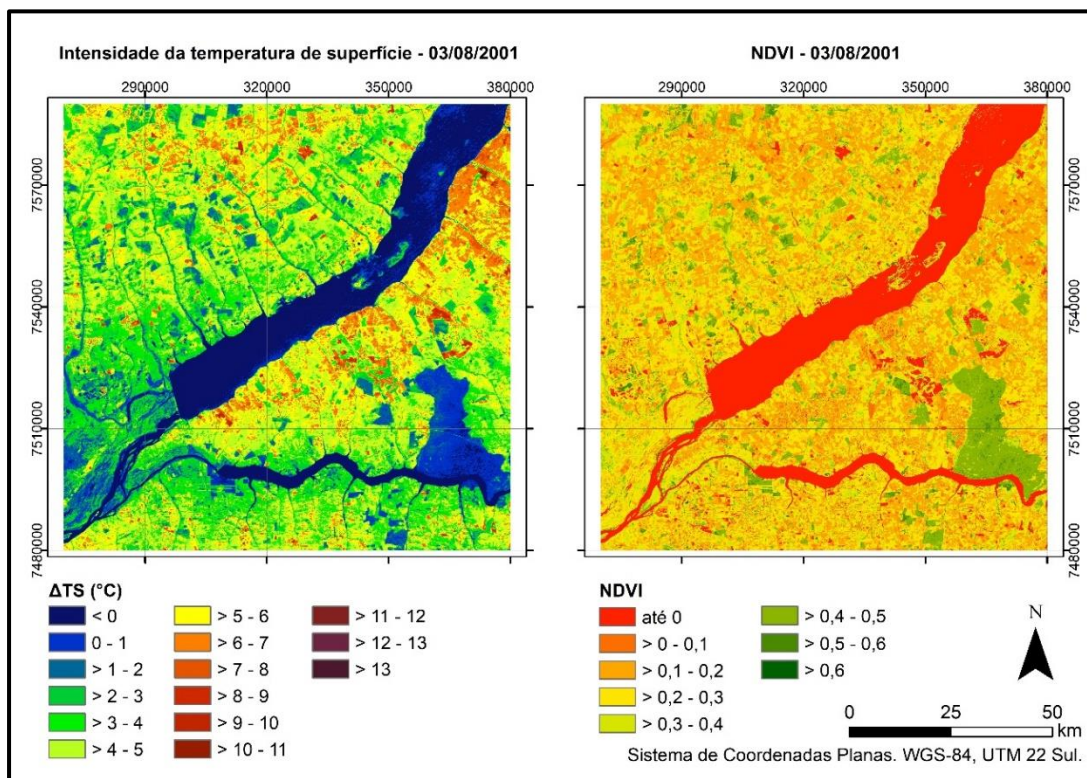 Intensidade da temperatura de superfície - 03/08/2001
290000 320000 350000 380000
7570000
7540000
7510000
7480000
NDVI - 03/08/2001
290000 320000 350000 380000
7570000
7540000
7510000
7480000
ΔTS (°C)
< 0
0 - 1
> 1 - 2
> 2 - 3
> 3 - 4
> 4 - 5
> 5 - 6
> 6 - 7
> 7 - 8
> 8 - 9
> 9 - 10
> 10 - 11
> 11 - 12
> 12 - 13
> 13
NDVI
até 0
> 0 - 0,1
> 0,1 - 0,2
> 0,2 - 0,3
> 0,3 - 0,4
> 0,4 - 0,5
> 0,5 - 0,6
> 0,6
N
0 25 50
km
Sistema de Coordenadas Planas. WGS-84, UTM 22 Sul.